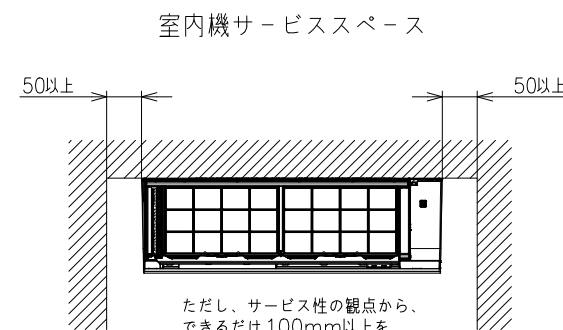 室内機サービススペース
50以上
50以上
ただし、サービス性の観点から、
できるだけ100mm以上を